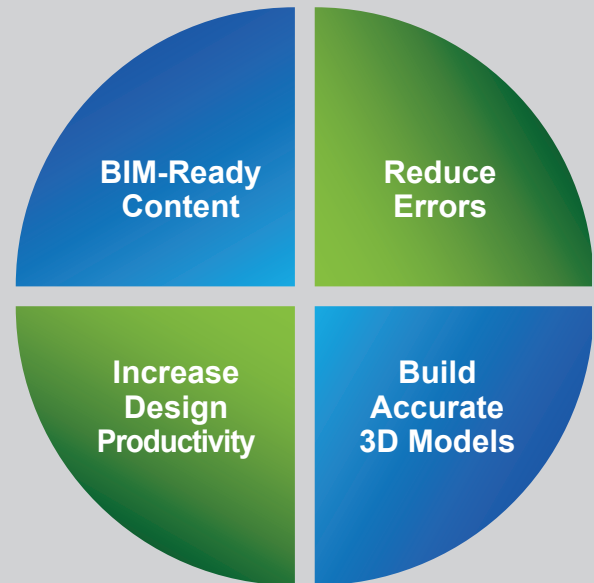 BIM-Ready
Content
Reduce
Errors
Increase
Design
Productivity
Build
Accurate
3D Models